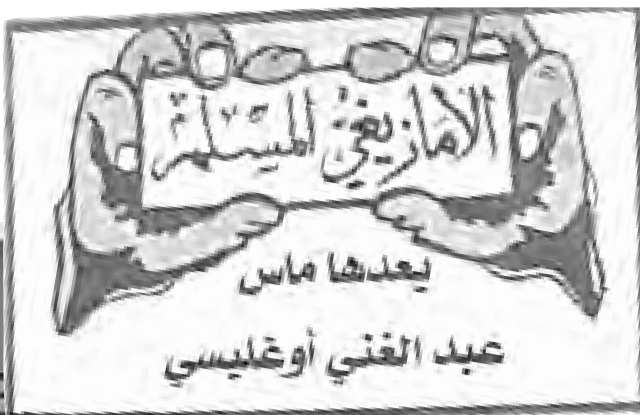 الأمازيغي المسلم
يعدها ماس
عبد الغني أوغليسي